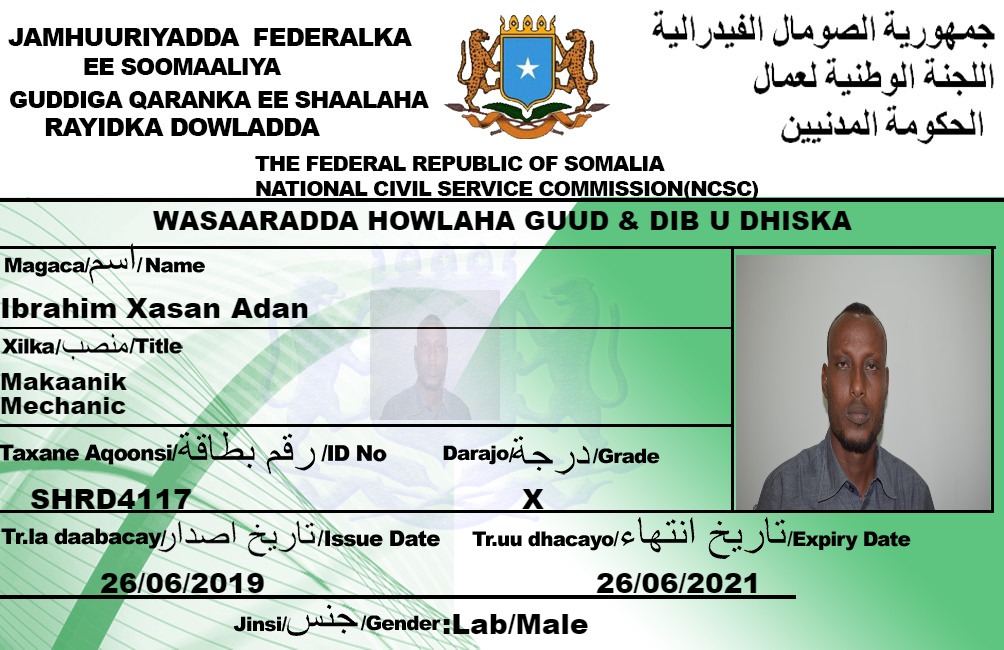 JAMHUURIYADDA FEDERALKA
EE SOOMAALIYA
GUDDIGA QARANKA EE SHAALAHA
RAYIDKA DOWLADDA
جمهورية الصومال الفيدرالية
اللجنة الوطنية لعمال
الحكومة المدنيين
THE FEDERAL REPUBLIC OF SOMALIA
NATIONAL CIVIL SERVICE COMMISSION(NCSC)
WASAARADDA HOWLAHA GUUD & DIB U DHISKA
Magaca/اسم/Name
Ibrahim Xasan Adan
Xilka/منصب/Title
Makaanik
Mechanic
Taxane Aqoonsi/رقم بطاقة/ID No
Darajo/درجة/Grade
SHRD4117
X
Tr.la daabacay/تاريخ اصدار/Issue Date
Tr.uu dhacayo/تاريخ انتهاء/Expiry Date
26/06/2019
26/06/2021
Jinsi/جنس/Gender:Lab/Male